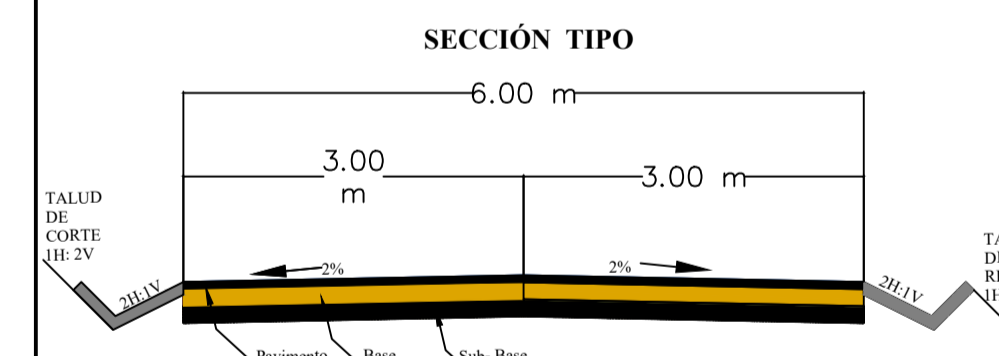 SECCIÓN TIPO
6.00 m
3.00
m
3.00 m
TALUD
DE
CORTE
1H: 2V
2H:1V
2%
2%
2H:1V
1H
Pavimento
Base
Sub- Base